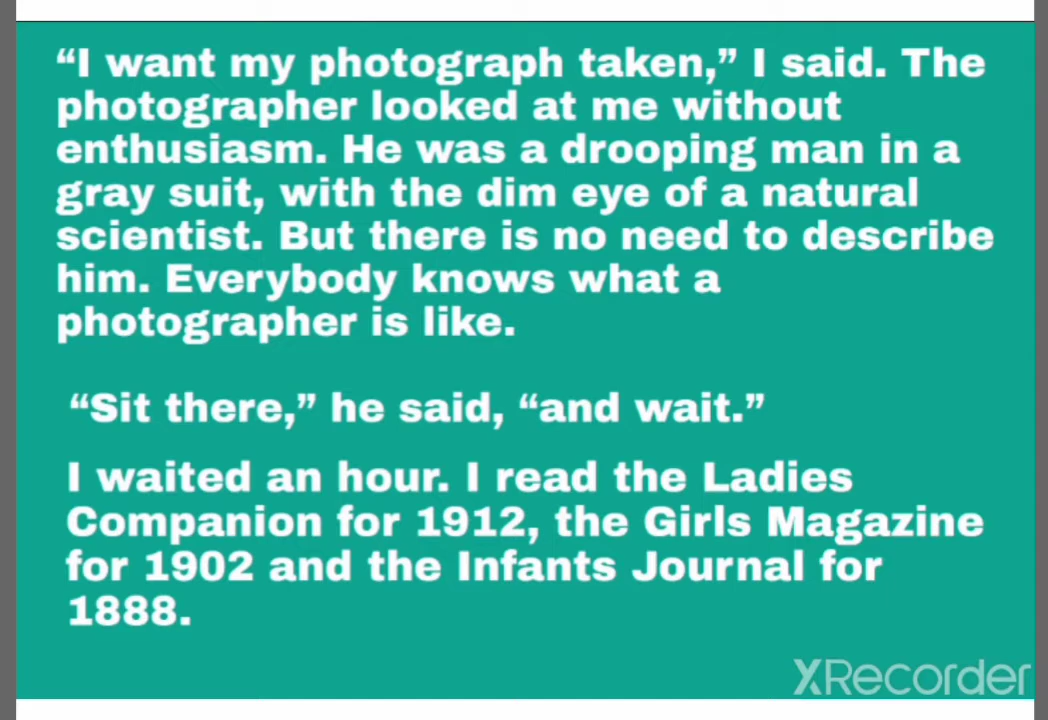 “I want my photograph taken,” I said. The
photographer looked at me without
enthusiasm. He was a drooping man in a
gray suit, with the dim eye of a natural
scientist. But there is no need to describe
him. Everybody knows what a
photographer is like.
“Sit there,” he said, “and wait.”
I waited an hour. I read the Ladies
Companion for 1912, the Girls Magazine
for 1902 and the Infants Journal for
1888.
XRecorder